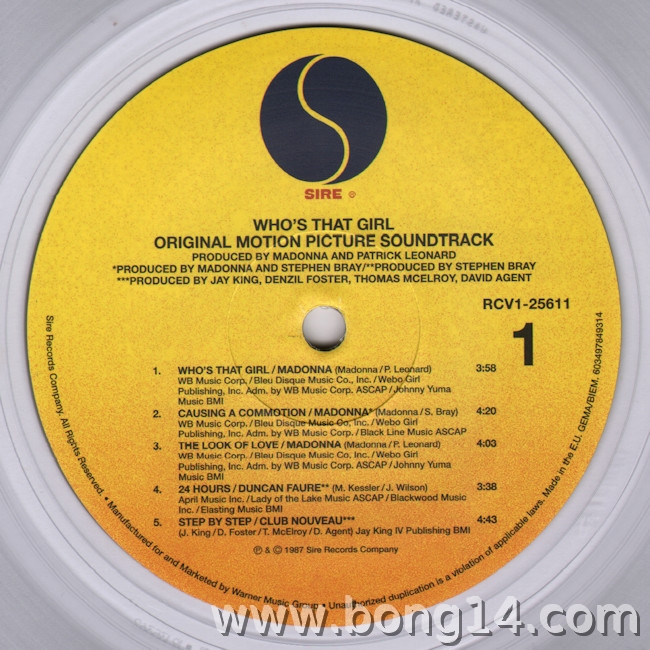 SIRE ©
WHO'S THAT GIRL
ORIGINAL MOTION PICTURE SOUNDTRACK
PRODUCED BY MADONNA AND PATRICK LEONARD
*PRODUCED BY MADONNA AND STEPHEN BRAY/**PRODUCED BY STEPHEN BRAY
***PRODUCED BY JAY KING, DENZIL FOSTER, THOMAS MCELROY, DAVID AGENT
RCV1-25611
1
1. WHO'S THAT GIRL / MADONNA (Madonna / P. Leonard) 3:58
WB Music Corp. / Bleu Disque Music Co., Inc. / Webo Girl
Publishing, Inc. Adm. by WB Music Corp. ASCAP / Johnny Yuma
Music BMI
2. CAUSING A COMMOTION / MADONNA* (Madonna / S. Bray) 4:20
WB Music Corp. / Bleu Disque Music Co, Inc. / Webo Girl
Publishing, Inc. Adm. by WB Music Corp. / Black Line Music ASCAP
3. THE LOOK OF LOVE / MADONNA (Madonna / P. Leonard) 4:03
WB Music Corp. / Bleu Disque Music Co. Inc. / Webo Girl
Publishing, Inc. Adm. by WB Music Corp. ASCAP / Johnny Yuma
Music BMI
4. 24 HOURS / DUNCAN FAURE** (M. Kessler / J. Wilson) 3:38
April Music Inc. / Lady of the Lake Music ASCAP / Blackwood Music
Inc. / Elasting Music BMI
5. STEP BY STEP / CLUB NOUVEAU*** 4:43
(J. King / D. Foster / T. McElroy / D. Agent) Jay King IV Publishing BMI
℗ & © 1987 Sire Records Company
Sire Records Company. All Rights Reserved. • Manufactured for and Marketed by Warner Music Group • Unauthorized duplication is a violation of applicable laws. Made in the E.U. GEMA/BIEM. 603497849314
www.bong14.com